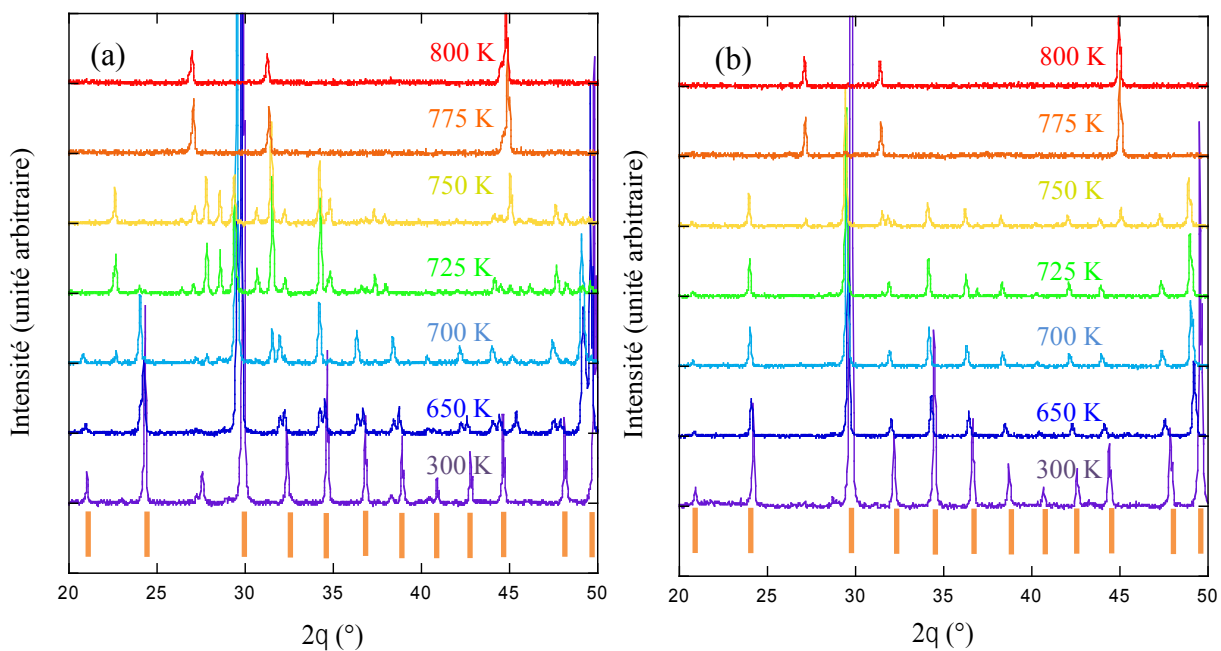 (a)
800 K
775 K
750 K
725 K
700 K
650 K
300 K
Intensité (unité arbitraire)
20 25 30 35 40 45 50
2q (°)
(b)
800 K
775 K
750 K
725 K
700 K
650 K
300 K
Intensité (unité arbitraire)
20 25 30 35 40 45 50
2q (°)